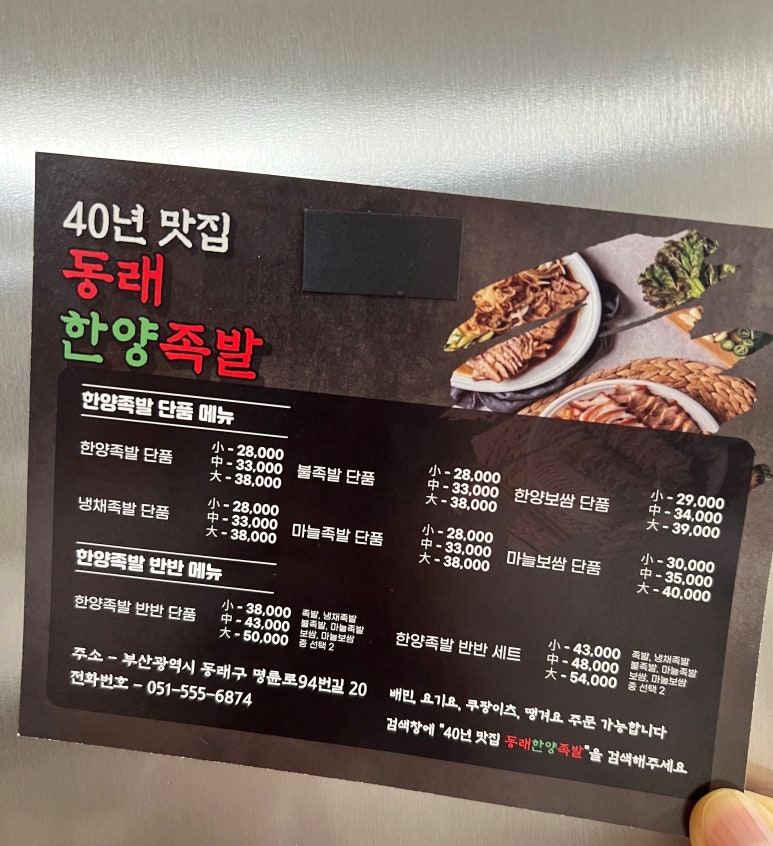 40년 맛집
동래
한양족발
한양족발 단품 메뉴
한양족발 단품
小 - 28,000
中 - 33,000
大 - 38,000
불족발 단품
小 - 28,000
中 - 33,000
大 - 38,000
한양보쌈 단품
小 - 29,000
中 - 34,000
大 - 39,000
냉채족발 단품
小 - 28,000
中 - 33,000
大 - 38,000
마늘족발 단품
小 - 28,000
中 - 33,000
大 - 38,000
마늘보쌈 단품
小 - 30,000
中 - 35,000
大 - 40,000
한양족발 반반 메뉴
한양족발 반반 단품
小 - 38,000
中 - 43,000
大 - 50,000
족발, 냉채족발
불족발, 마늘족발
보쌈, 마늘보쌈
중 선택 2
한양족발 반반 세트
小 - 43,000
中 - 48,000
大 - 54,000
족발, 냉채족발
불족발, 마늘족발
보쌈, 마늘보쌈
중 선택 2
주소 - 부산광역시 동래구 명륜로94번길 20
전화번호 - 051-555-6874
배민, 요기요, 쿠팡이츠, 땡겨요 주문 가능합니다
검색창에 "40년 맛집 동래한양족발"을 검색해주세요